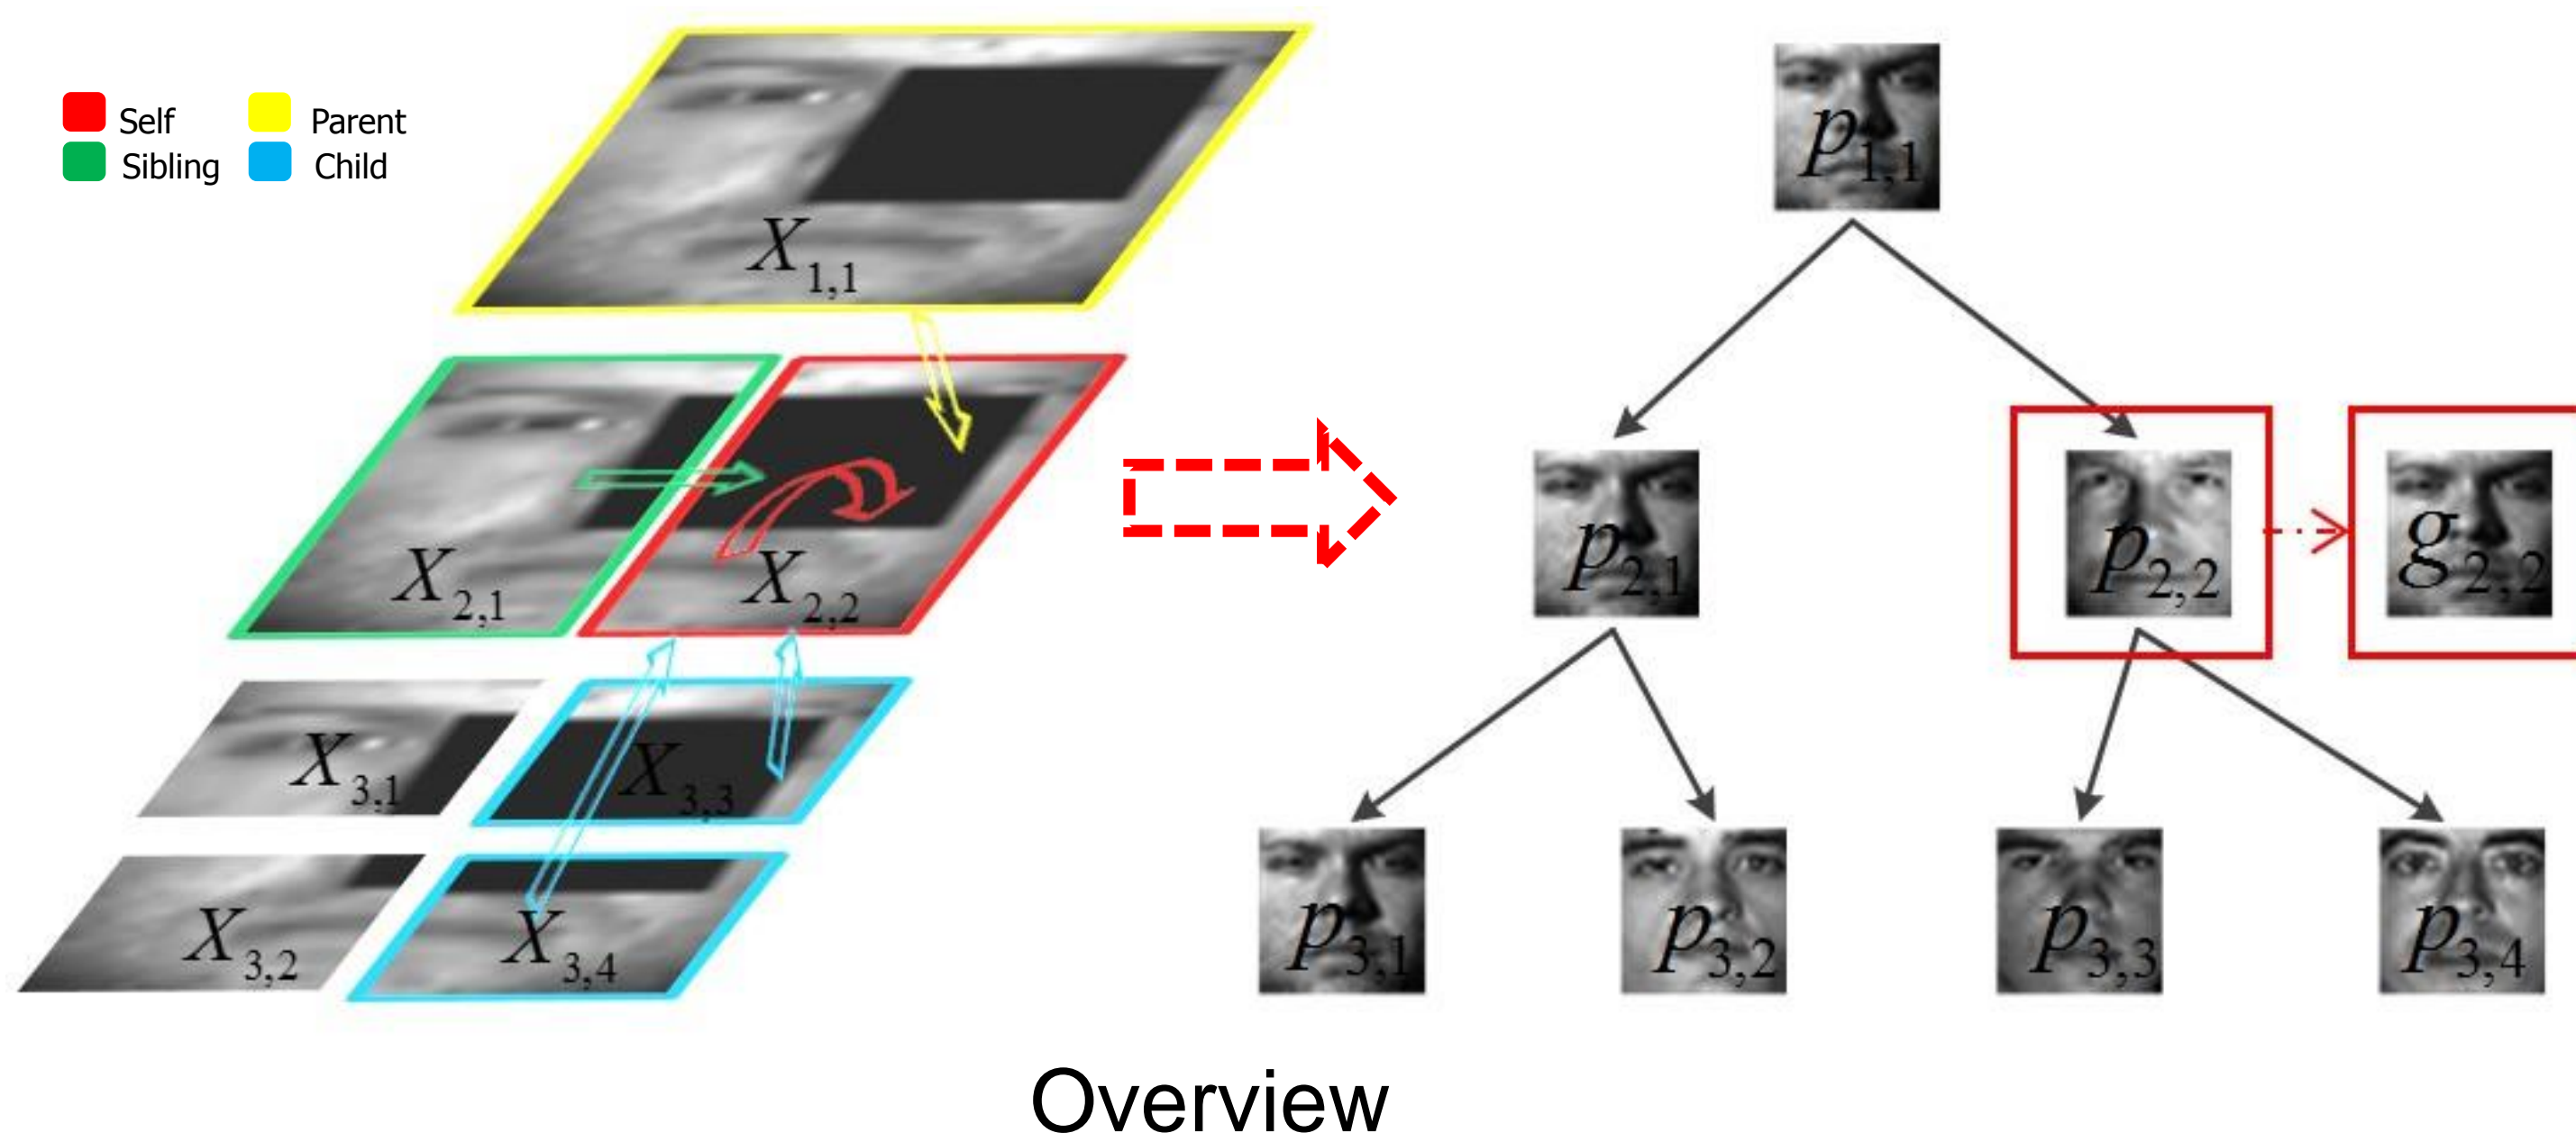 Self Parent
Sibling Child
X1,1
X2,1 X2,2
X3,1 X3,3
X3,2 X3,4
p1,1
p2,1 p2,2 g2,2
p3,1 p3,2 p3,3 p3,4
Overview